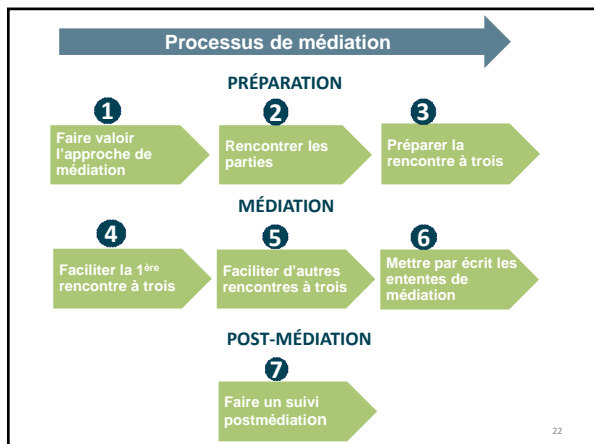 Processus de médiation
PRÉPARATION
1
Faire valoir
l'approche de
médiation
2
Rencontrer les
parties
3
Préparer la
rencontre à trois
MÉDIATION
4
Faciliter la 1ère
rencontre à trois
5
Faciliter d'autres
rencontres à trois
6
Mettre par écrit les
ententes de
médiation
POST-MÉDIATION
7
Faire un suivi
postmédiation
22